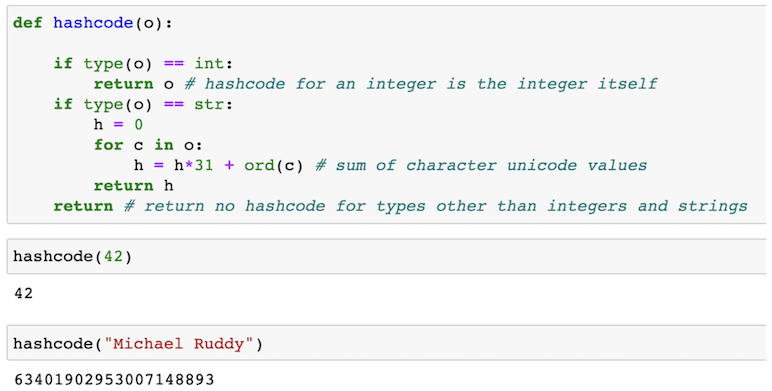 def hashcode(o):
    if type(o) == int:
        return o # hashcode for an integer is the integer itself
    if type(o) == str:
        h = 0
        for c in o:
            h = h*31 + ord(c) # sum of character unicode values
        return h
    return # return no hashcode for types other than integers and strings
hashcode(42)
42
hashcode("Michael Ruddy")
63401902953007148893